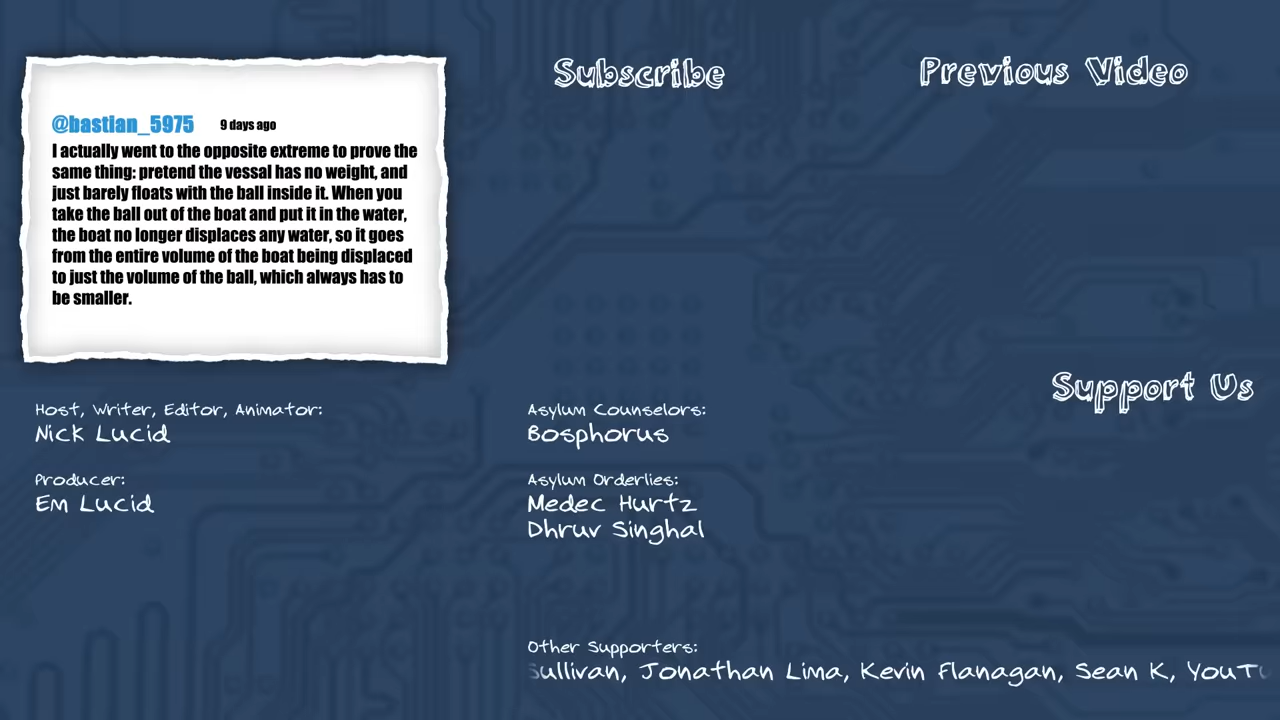 Subscribe
Previous Video
@bastian_5975 9 days ago
I actually went to the opposite extreme to prove the
same thing: pretend the vessal has no weight, and
just barely floats with the ball inside it. When you
take the ball out of the boat and put it in the water,
the boat no longer displaces any water, so it goes
from the entire volume of the boat being displaced
to just the volume of the ball, which always has to
be smaller.
Support Us
Host, Writer, Editor, Animator:
Nick Lucid
Producer:
Em Lucid
Asylum Counselors:
Bosphorus
Asylum Orderlies:
Medec Hurtz
Dhruv Singhal
Other Supporters:
Sullivan, Jonathan Lima, Kevin Flanagan, Sean K,